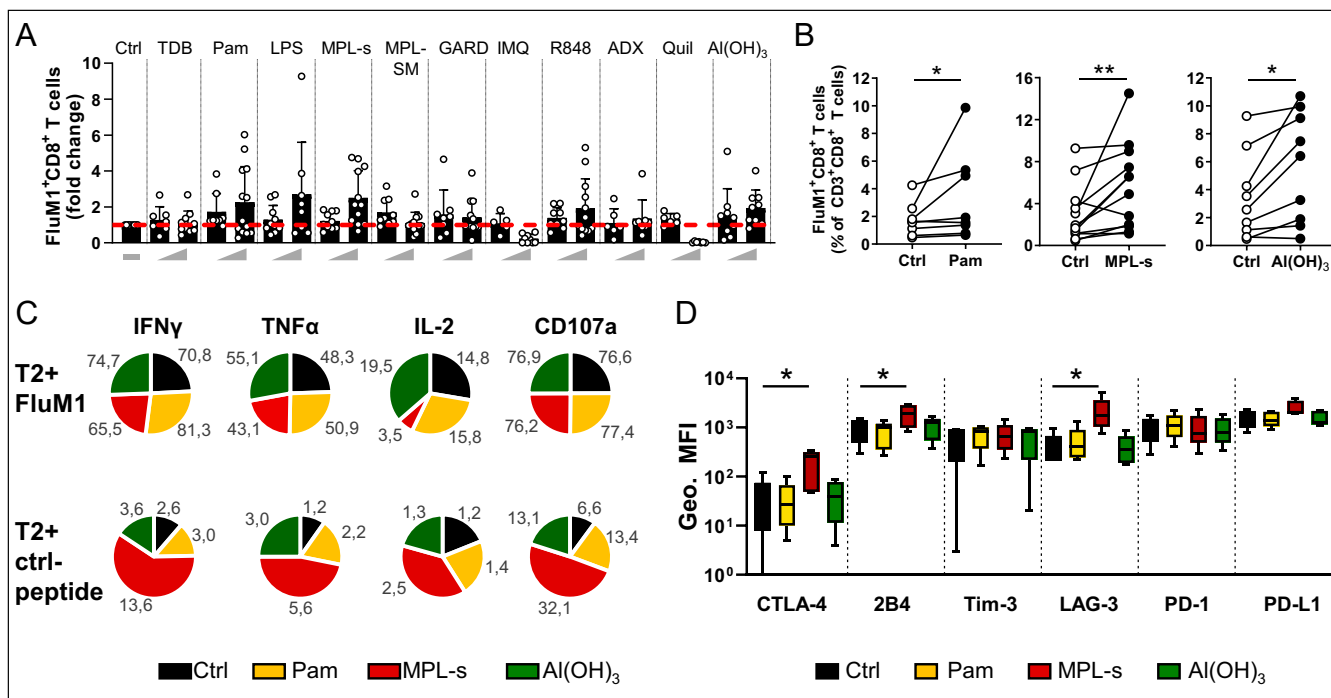 A
Ctrl TDB Pam LPS MPL-s MPL-SM GARD IMQ R848 ADX Quil Al(OH)₃
FluM1⁺CD8⁺ T cells
(fold change)
10
8
6
4
2
0
B
FluM1⁺CD8⁺ T cells
(% of CD3⁺CD8⁺ T cells)
12
10
8
6
4
2
0
*
Ctrl Pam
16
12
8
4
0
**
Ctrl MPL-s
12
10
8
6
4
2
0
*
Ctrl Al(OH)₃
C
IFNγ TNFα IL-2 CD107a
T2+
FluM1
74,7 70,8 65,5 81,3
55,1 48,3 43,1 50,9
19,5 14,8 3,5 15,8
76,9 76,6 76,2 77,4
T2+
ctrl-
peptide
3,6 2,6 3,0 13,6
3,0 1,2 2,2 5,6
1,3 1,2 1,4 2,5
13,1 6,6 13,4 32,1
Ctrl Pam MPL-s Al(OH)₃
D
Geo. MFI
10⁴
10³
10²
10¹
10⁰
* * *
CTLA-4 2B4 Tim-3 LAG-3 PD-1 PD-L1
Ctrl Pam MPL-s Al(OH)₃